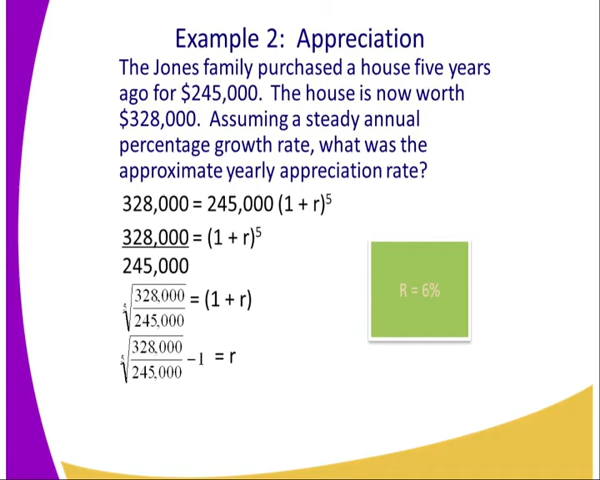 Example 2:  Appreciation
The Jones family purchased a house five years
ago for $245,000.  The house is now worth
$328,000.  Assuming a steady annual
percentage growth rate, what was the
approximate yearly appreciation rate?
328,000 = 245,000 (1 + r)⁵
328,000 = (1 + r)⁵
245,000
⁵√(328,000/245,000) = (1 + r)
⁵√(328,000/245,000) − 1 = r
R = 6%